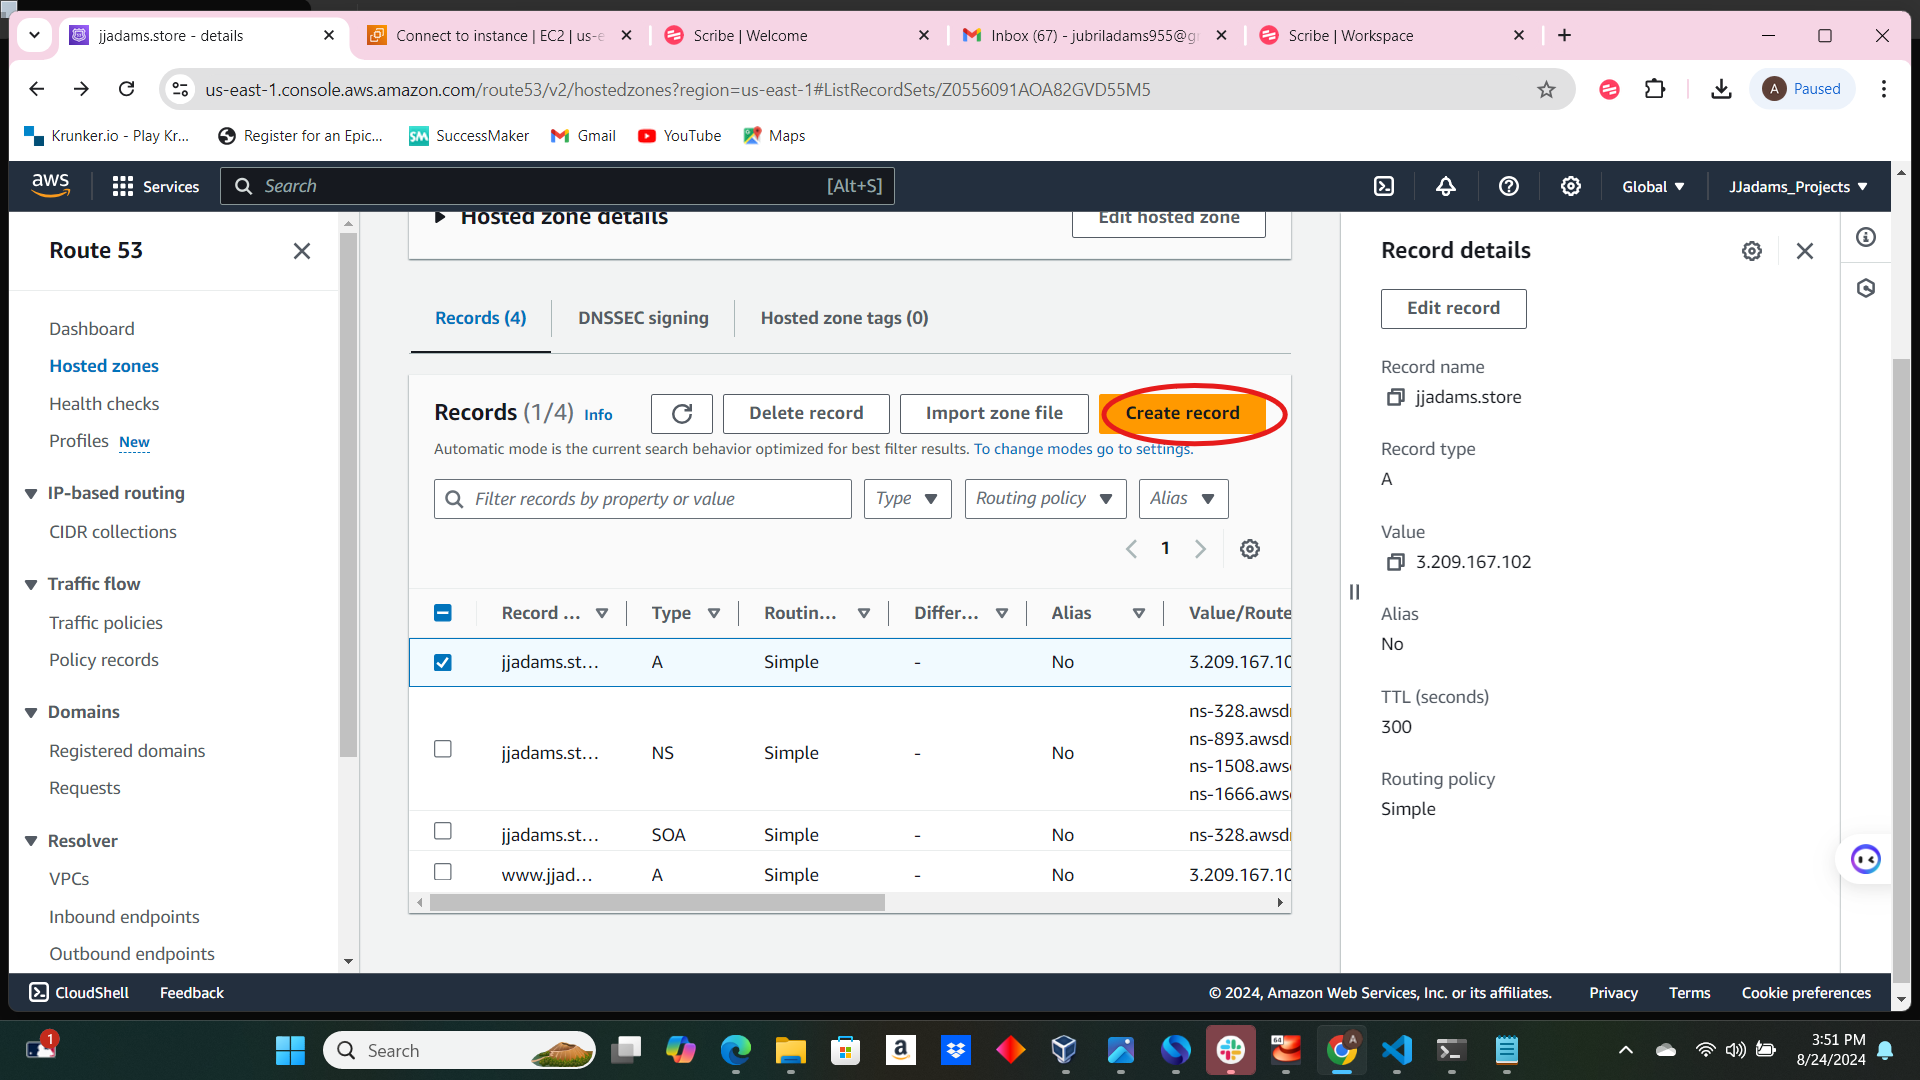 jjadams.store - details
Connect to instance | EC2 | us-e
Scribe | Welcome
Inbox (67) - jubriladams955@gr
Scribe | Workspace
us-east-1.console.aws.amazon.com/route53/v2/hostedzones?region=us-east-1#ListRecordSets/Z0556091AOA82GVD55M5
A Paused
Krunker.io - Play Kr...
Register for an Epic...
SM SuccessMaker
Gmail
YouTube
Maps
aws
Services
Search [Alt+S]
Global
JJadams_Projects
Route 53
Dashboard
Hosted zones
Health checks
Profiles New
IP-based routing
CIDR collections
Traffic flow
Traffic policies
Policy records
Domains
Registered domains
Requests
Resolver
VPCs
Inbound endpoints
Outbound endpoints
Hosted zone details
Edit hosted zone
Records (4)
DNSSEC signing
Hosted zone tags (0)
Records (1/4) Info
Delete record
Import zone file
Create record
Automatic mode is the current search behavior optimized for best filter results. To change modes go to settings.
Filter records by property or value
Type
Routing policy
Alias
1
Record ... Type Routin... Differ... Alias Value/Route
jjadams.st... A Simple - No 3.209.167.10
jjadams.st... NS Simple - No
ns-328.awsd
ns-893.awsd
ns-1508.aws
ns-1666.aws
jjadams.st... SOA Simple - No ns-328.awsd
www.jjad... A Simple - No 3.209.167.10
Record details
Edit record
Record name
jjadams.store
Record type
A
Value
3.209.167.102
Alias
No
TTL (seconds)
300
Routing policy
Simple
CloudShell
Feedback
© 2024, Amazon Web Services, Inc. or its affiliates.
Privacy
Terms
Cookie preferences
1
Search
a
64
A
3:51 PM
8/24/2024